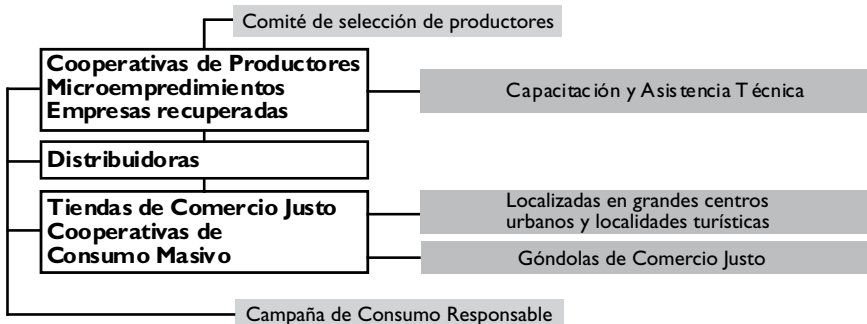 Comité de selección de productores
Cooperativas de Productores
Microempredimientos
Empresas recuperadas
Capacitación y Asistencia Técnica
Distribuidoras
Tiendas de Comercio Justo
Cooperativas de
Consumo Masivo
Localizadas en grandes centros
urbanos y localidades turísticas
Góndolas de Comercio Justo
Campaña de Consumo Responsable